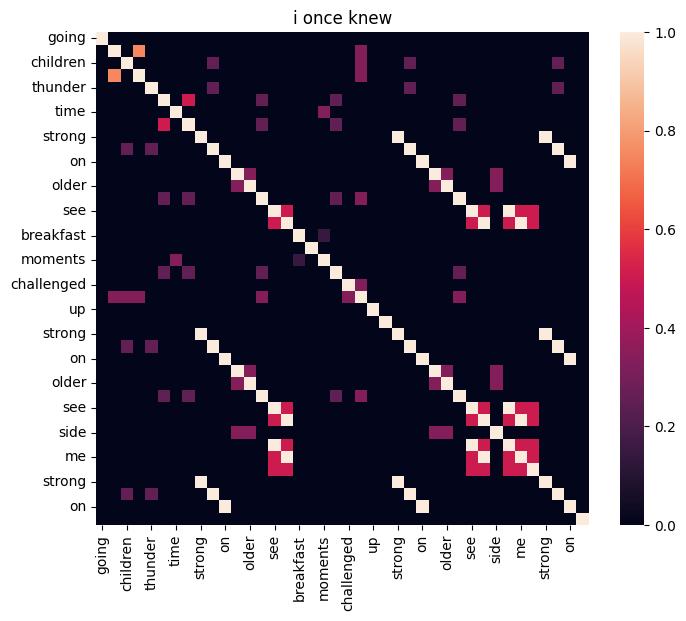 i once knew
going
children
thunder
time
strong
on
older
see
breakfast
moments
challenged
up
strong
on
older
see
side
me
strong
on
1.0
0.8
0.6
0.4
0.2
0.0
going
children
thunder
time
strong
on
older
see
breakfast
moments
challenged
up
strong
on
older
see
side
me
strong
on